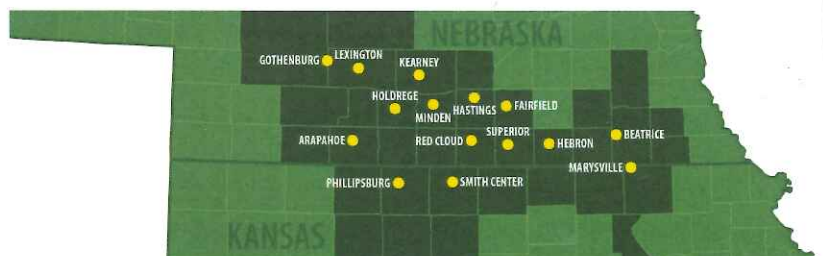 NEBRASKA
LEXINGTON
GOTHENBURG
KEARNEY
HOLDREGE
MINDEN
HASTINGS
FAIRFIELD
SUPERIOR
BEATRICE
ARAPAHOE
RED CLOUD
HEBRON
MARYSVILLE
PHILLIPSBURG
SMITH CENTER
KANSAS